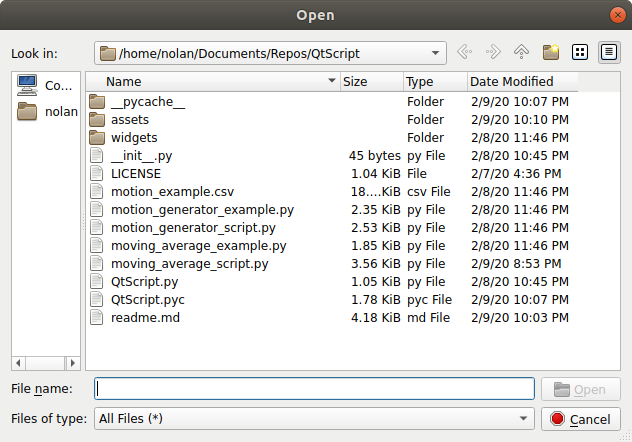 Open
Look in: /home/nolan/Documents/Repos/QtScript
Co...
nolan
Name Size Type Date Modified
__pycache__ Folder 2/9/20 10:07 PM
assets Folder 2/9/20 10:10 PM
widgets Folder 2/8/20 11:46 PM
__init__.py 45 bytes py File 2/8/20 10:45 PM
LICENSE 1.04 KiB File 2/7/20 4:36 PM
motion_example.csv 18....KiB csv File 2/8/20 11:46 PM
motion_generator_example.py 2.35 KiB py File 2/8/20 11:46 PM
motion_generator_script.py 2.53 KiB py File 2/8/20 11:46 PM
moving_average_example.py 1.85 KiB py File 2/8/20 11:46 PM
moving_average_script.py 3.56 KiB py File 2/9/20 8:53 PM
QtScript.py 1.05 KiB py File 2/8/20 10:45 PM
QtScript.pyc 1.78 KiB pyc File 2/9/20 10:07 PM
readme.md 4.18 KiB md File 2/9/20 10:03 PM
File name: Open
Files of type: All Files (*) Cancel